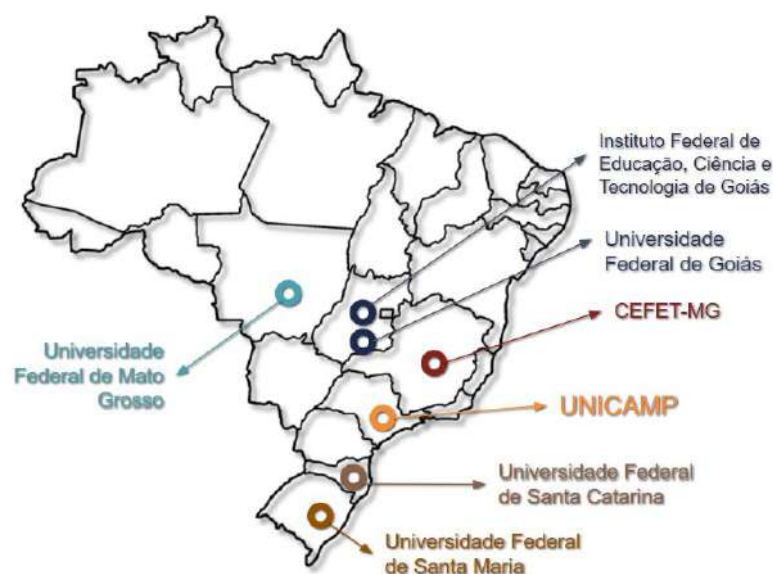 Instituto Federal de
Educação, Ciência e
Tecnologia de Goiás
Universidade
Federal de Goiás
CEFET-MG
Universidade
Federal de Mato
Grosso
UNICAMP
Universidade Federal
de Santa Catarina
Universidade Federal
de Santa Maria